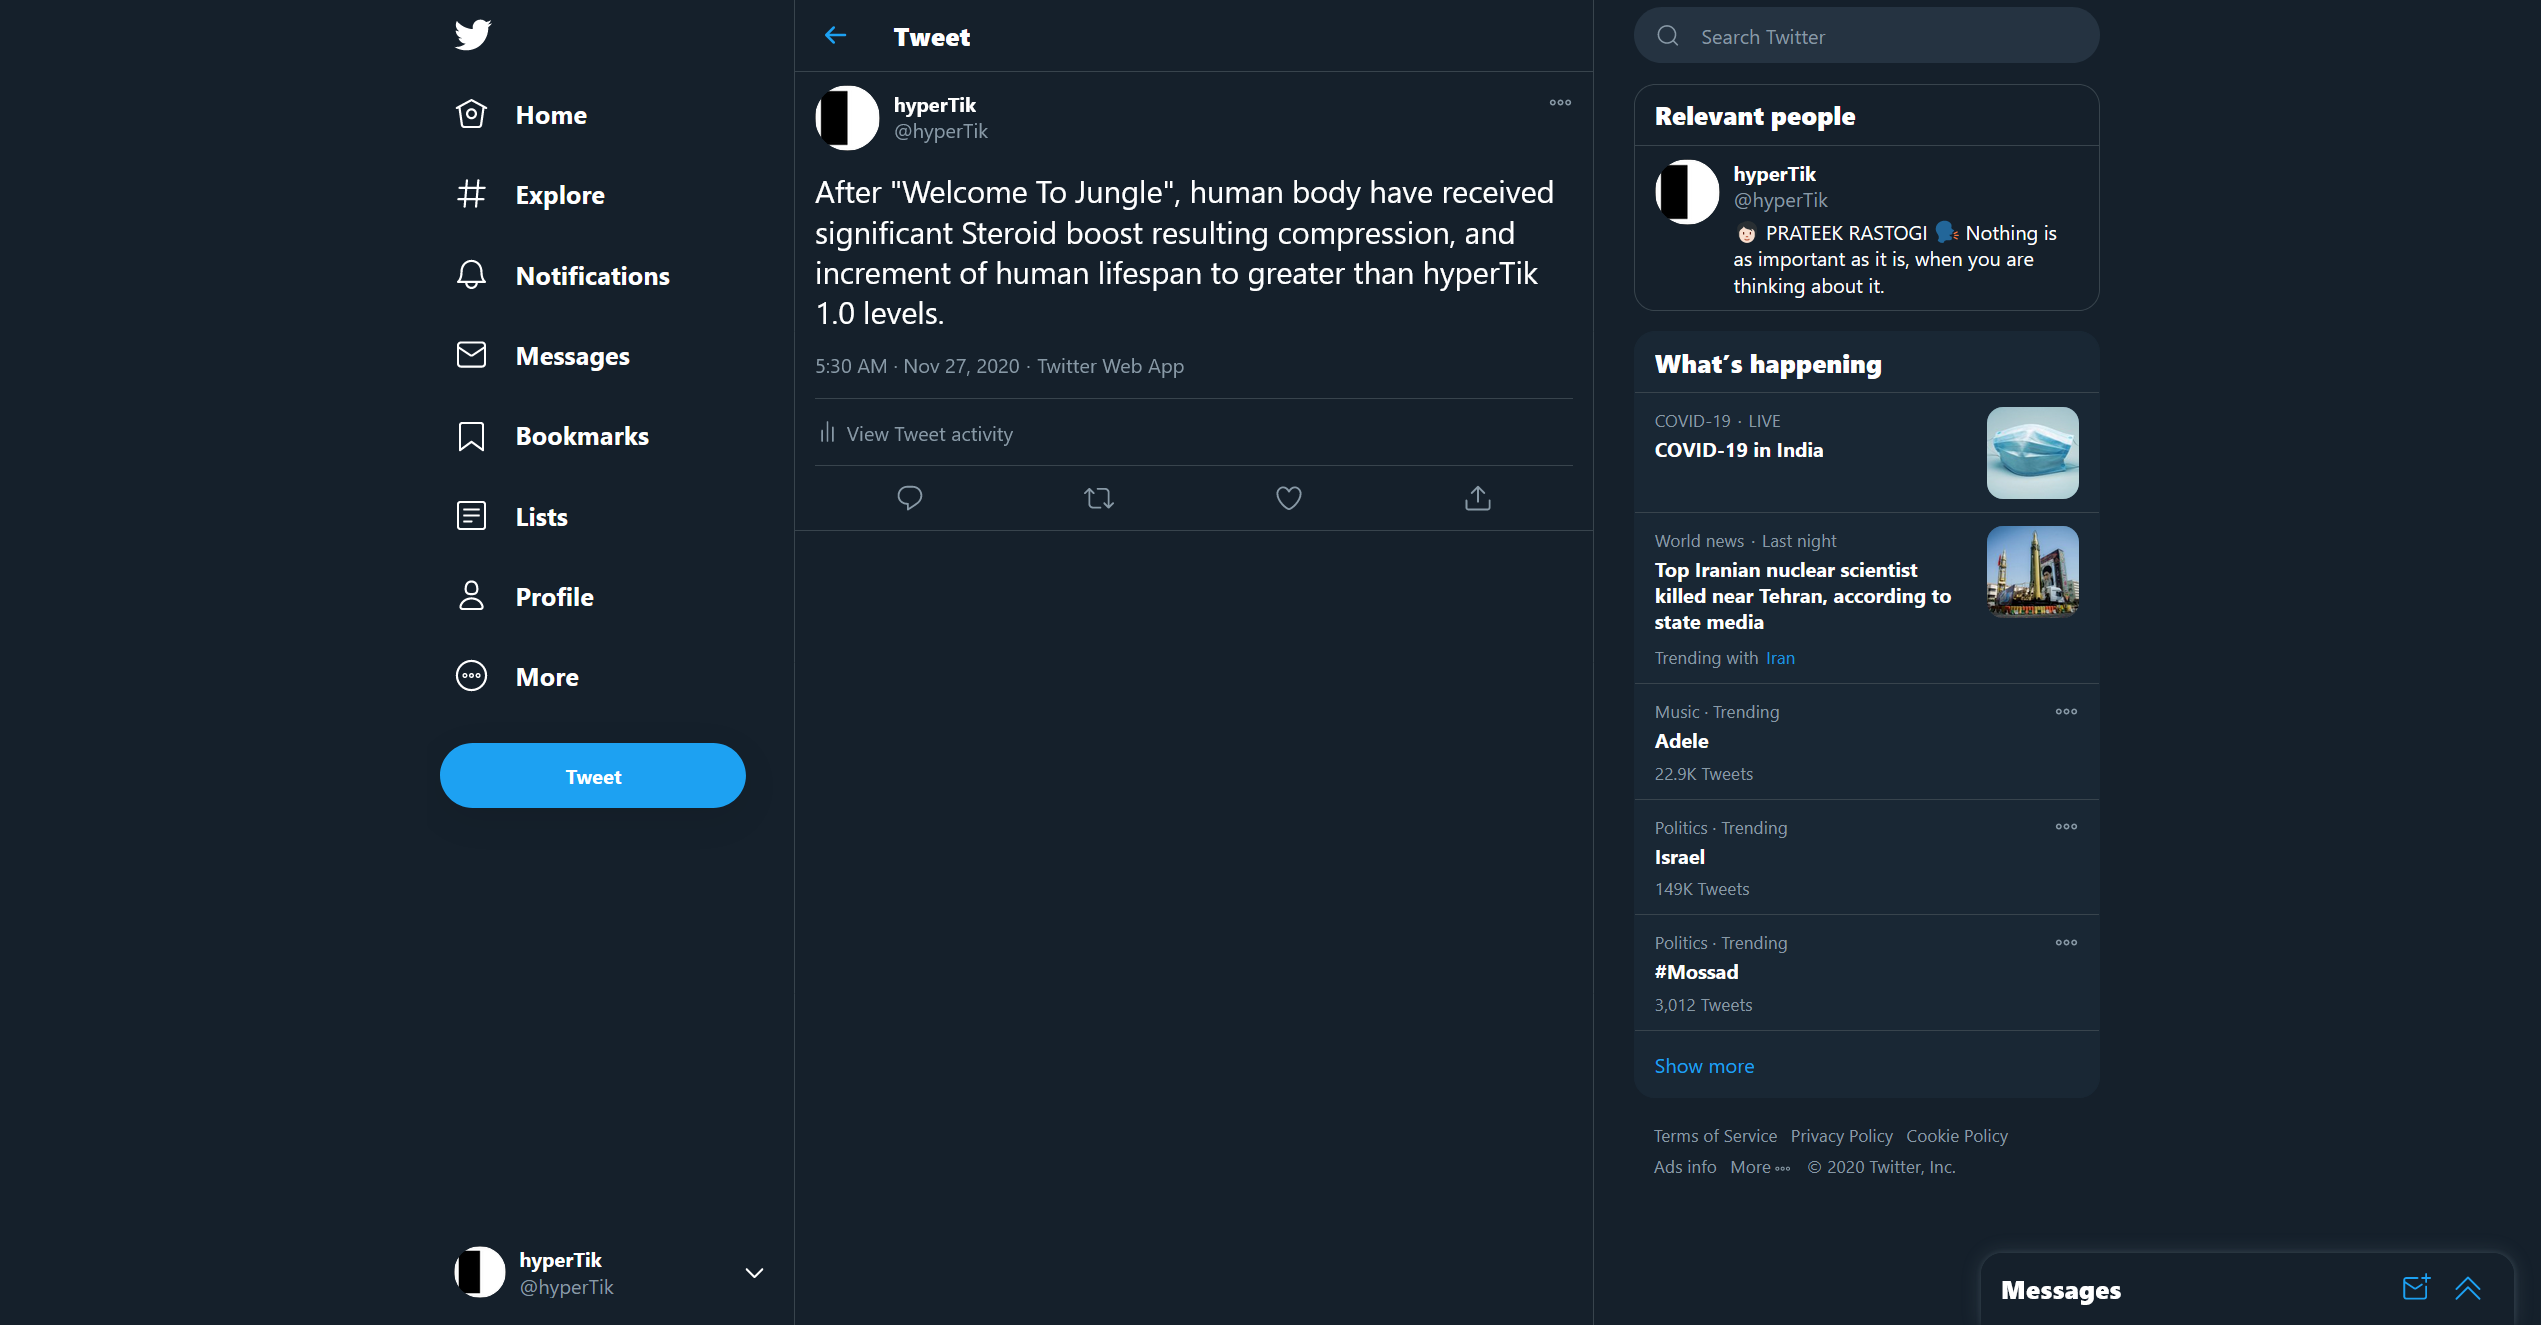 Home
Explore
Notifications
Messages
Bookmarks
Lists
Profile
More
Tweet
hyperTik
@hyperTik
Tweet
hyperTik
@hyperTik
After "Welcome To Jungle", human body have received
significant Steroid boost resulting compression, and
increment of human lifespan to greater than hyperTik
1.0 levels.
5:30 AM · Nov 27, 2020 · Twitter Web App
View Tweet activity
Search Twitter
Relevant people
hyperTik
@hyperTik
PRATEEK RASTOGI Nothing is
as important as it is, when you are
thinking about it.
What's happening
COVID-19 · LIVE
COVID-19 in India
World news · Last night
Top Iranian nuclear scientist
killed near Tehran, according to
state media
Trending with Iran
Music · Trending
Adele
22.9K Tweets
Politics · Trending
Israel
149K Tweets
Politics · Trending
#Mossad
3,012 Tweets
Show more
Terms of Service Privacy Policy Cookie Policy
Ads info More © 2020 Twitter, Inc.
Messages